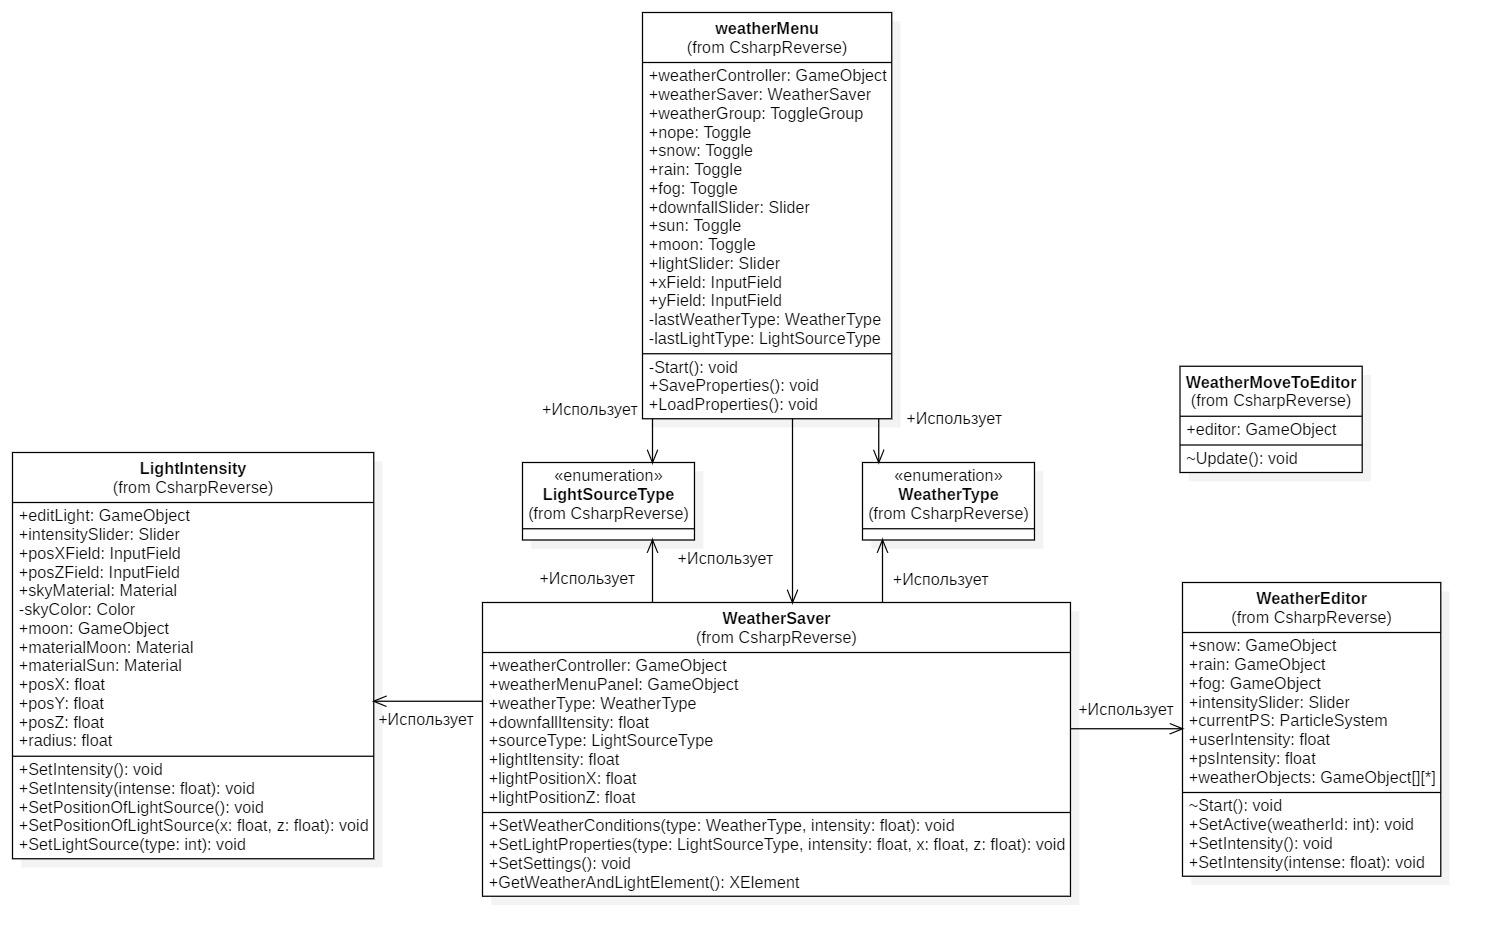 weatherMenu
(from CsharpReverse)
+weatherController: GameObject
+weatherSaver: WeatherSaver
+weatherGroup: ToggleGroup
+nope: Toggle
+snow: Toggle
+rain: Toggle
+fog: Toggle
+downfallSlider: Slider
+sun: Toggle
+moon: Toggle
+lightSlider: Slider
+xField: InputField
+yField: InputField
-lastWeatherType: WeatherType
-lastLightType: LightSourceType
-Start(): void
+SaveProperties(): void
+LoadProperties(): void
+Использует
+Использует
WeatherMoveToEditor
(from CsharpReverse)
+editor: GameObject
~Update(): void
«enumeration»
LightSourceType
(from CsharpReverse)
«enumeration»
WeatherType
(from CsharpReverse)
+Использует
+Использует
+Использует
LightIntensity
(from CsharpReverse)
+editLight: GameObject
+intensitySlider: Slider
+posXField: InputField
+posZField: InputField
+skyMaterial: Material
-skyColor: Color
+moon: GameObject
+materialMoon: Material
+materialSun: Material
+posX: float
+posY: float
+posZ: float
+radius: float
+SetIntensity(): void
+SetIntensity(intense: float): void
+SetPositionOfLightSource(): void
+SetPositionOfLightSource(x: float, z: float): void
+SetLightSource(type: int): void
+Использует
WeatherSaver
(from CsharpReverse)
+weatherController: GameObject
+weatherMenuPanel: GameObject
+weatherType: WeatherType
+downfallItensity: float
+sourceType: LightSourceType
+lightItensity: float
+lightPositionX: float
+lightPositionZ: float
+SetWeatherConditions(type: WeatherType, intensity: float): void
+SetLightProperties(type: LightSourceType, intensity: float, x: float, z: float): void
+SetSettings(): void
+GetWeatherAndLightElement(): XElement
+Использует
WeatherEditor
(from CsharpReverse)
+snow: GameObject
+rain: GameObject
+fog: GameObject
+intensitySlider: Slider
+currentPS: ParticleSystem
+userIntensity: float
+psIntensity: float
+weatherObjects: GameObject[][*]
~Start(): void
+SetActive(weatherId: int): void
+SetIntensity(): void
+SetIntensity(intense: float): void